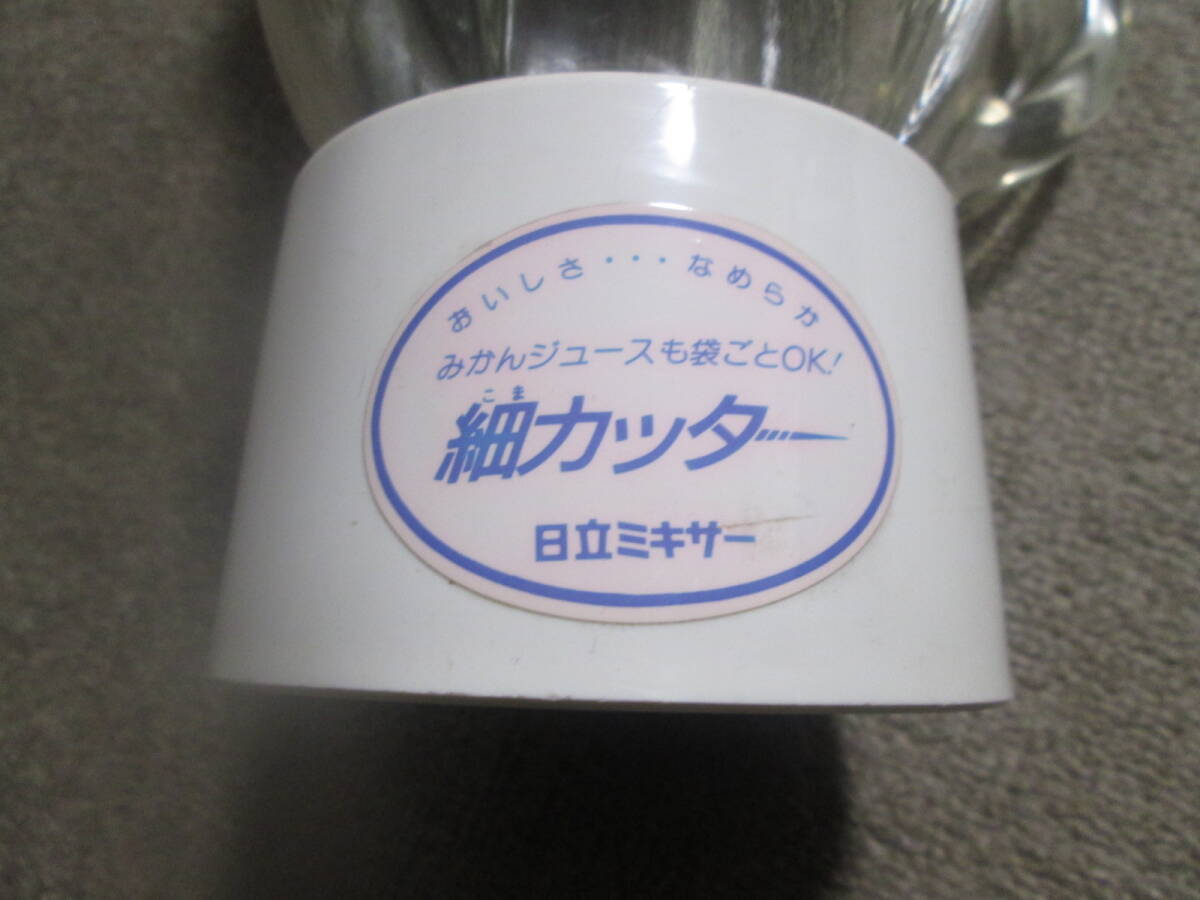 おいしさ・・・なめらか
みかんジュースも袋ごとOK!
こま
細カッター
日立ミキサー